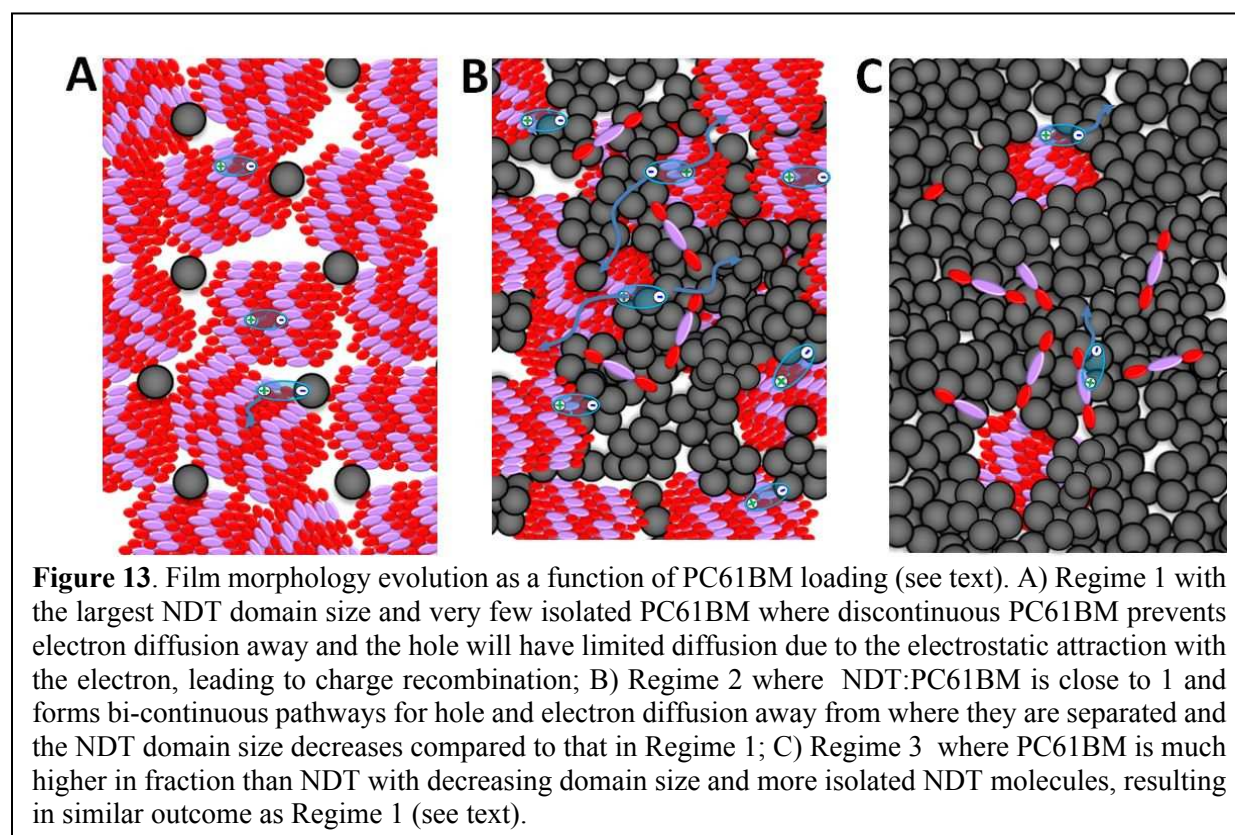 A B C
Figure 13. Film morphology evolution as a function of PC61BM loading (see text). A) Regime 1 with
the largest NDT domain size and very few isolated PC61BM where discontinuous PC61BM prevents
electron diffusion away and the hole will have limited diffusion due to the electrostatic attraction with
the electron, leading to charge recombination; B) Regime 2 where NDT:PC61BM is close to 1 and
forms bi-continuous pathways for hole and electron diffusion away from where they are separated and
the NDT domain size decreases compared to that in Regime 1; C) Regime 3 where PC61BM is much
higher in fraction than NDT with decreasing domain size and more isolated NDT molecules, resulting
in similar outcome as Regime 1 (see text).